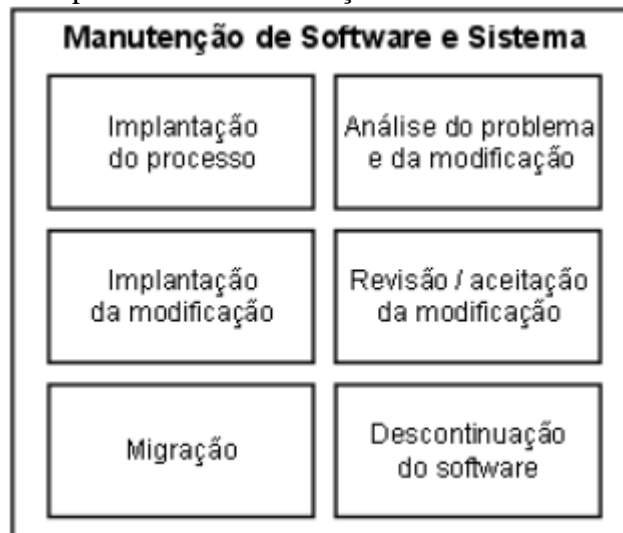 Manutenção de Software e Sistema
Implantação
do processo
Análise do problema
e da modificação
Implantação
da modificação
Revisão / aceitação
da modificação
Migração
Descontinuação
do software